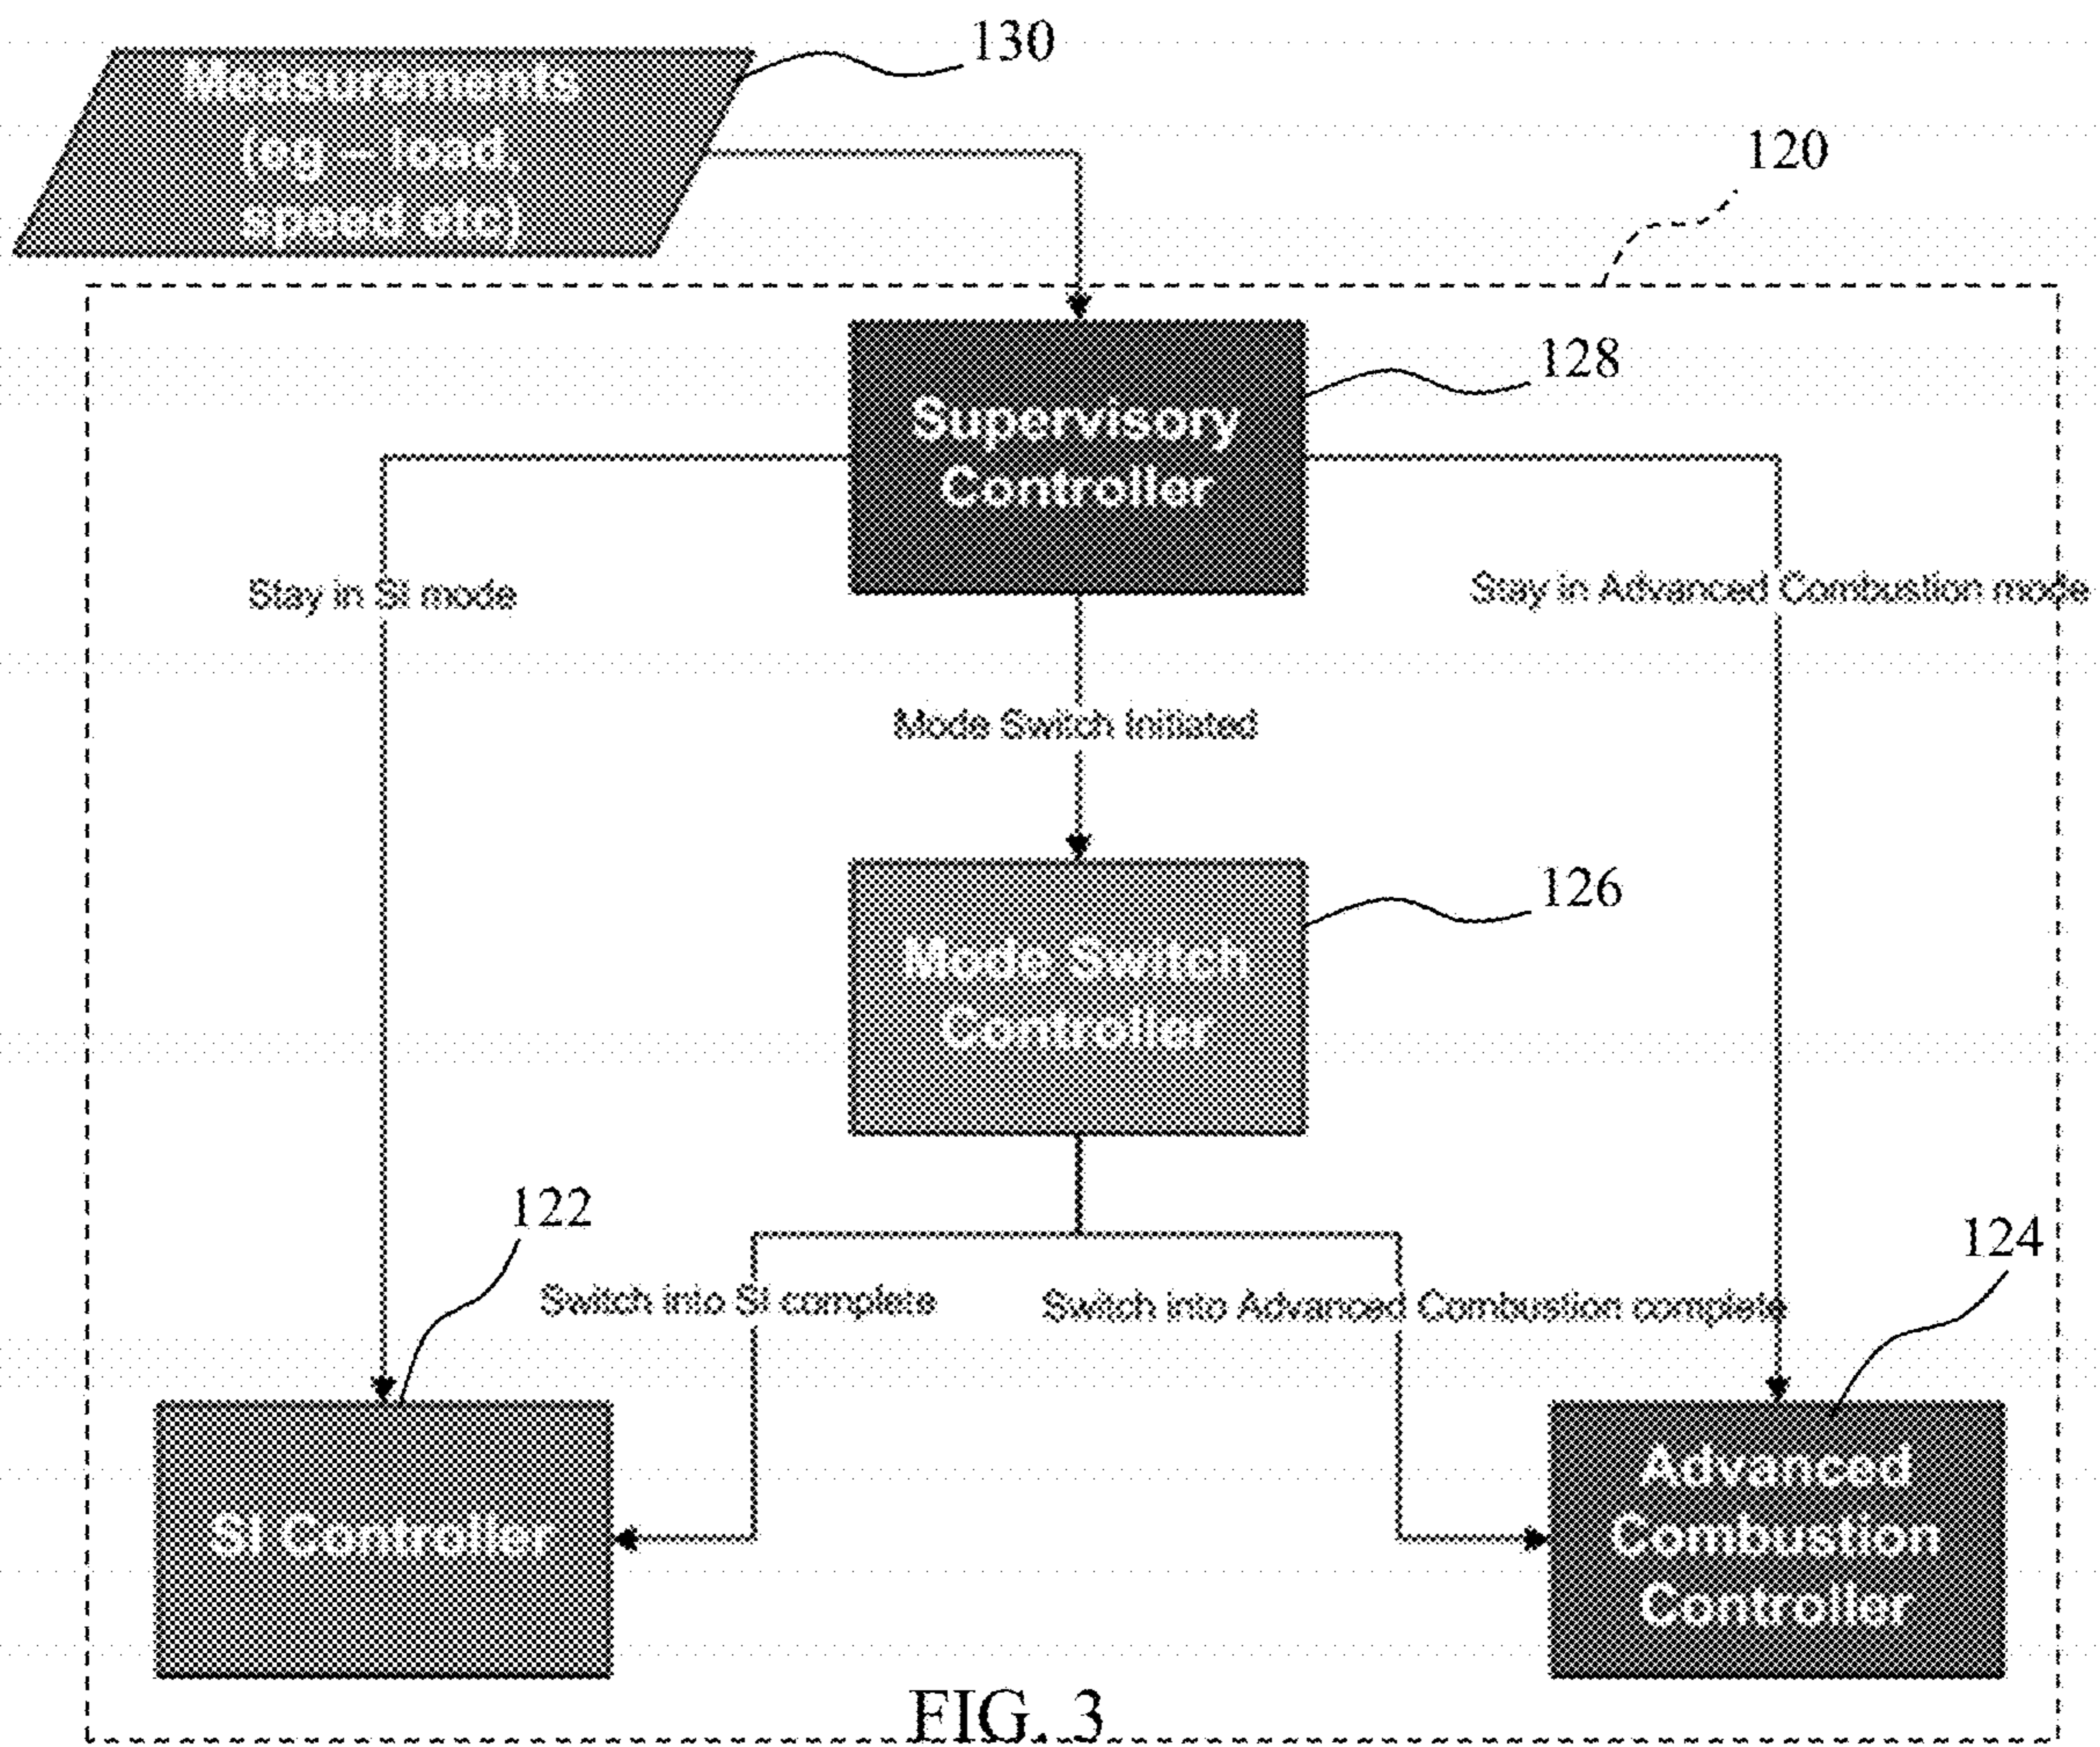 130
Measurements
(eg – load,
speed etc)
120
128
Supervisory
Controller
Stay in SI mode
Stay in Advanced Combustion mode
Mode Switch Initiated
126
Mode Switch
Controller
122
124
Switch into SI complete
Switch into Advanced Combustion complete
SI Controller
Advanced
Combustion
Controller
FIG. 3